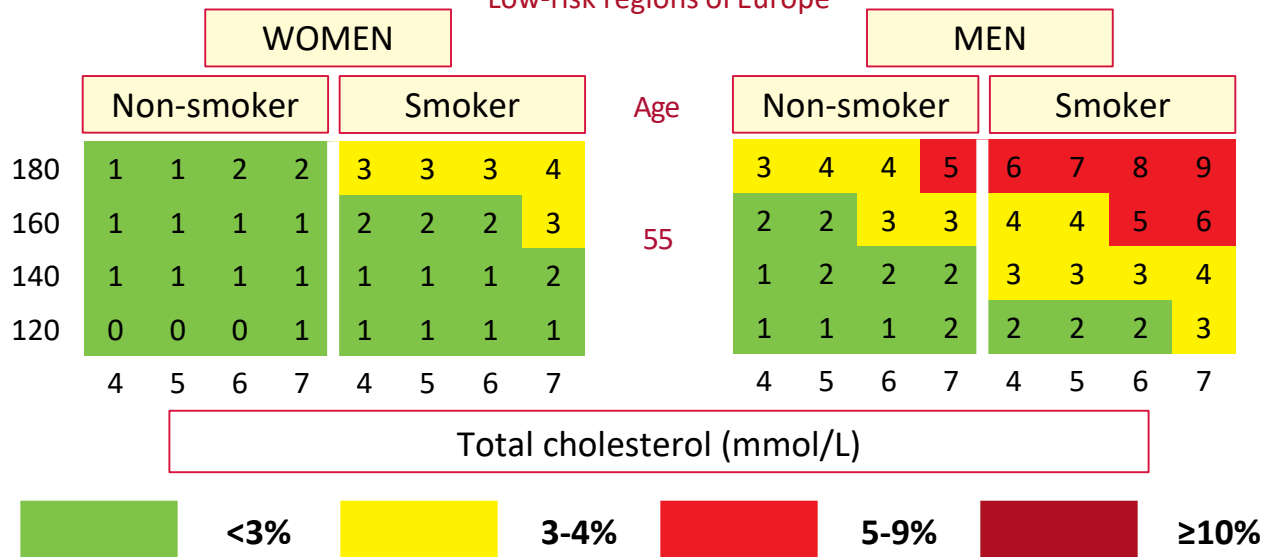 Low-risk regions of Europe
WOMEN MEN
Non-smoker Smoker Age Non-smoker Smoker
180 1 1 2 2 3 3 3 4 3 4 4 5 6 7 8 9
160 1 1 1 1 2 2 2 3 2 2 3 3 4 4 5 6
55
140 1 1 1 1 1 1 1 2 1 2 2 2 3 3 3 4
120 0 0 0 1 1 1 1 1 1 1 1 2 2 2 2 3
4 5 6 7 4 5 6 7 4 5 6 7 4 5 6 7
Total cholesterol (mmol/L)
<3% 3-4% 5-9% ≥10%